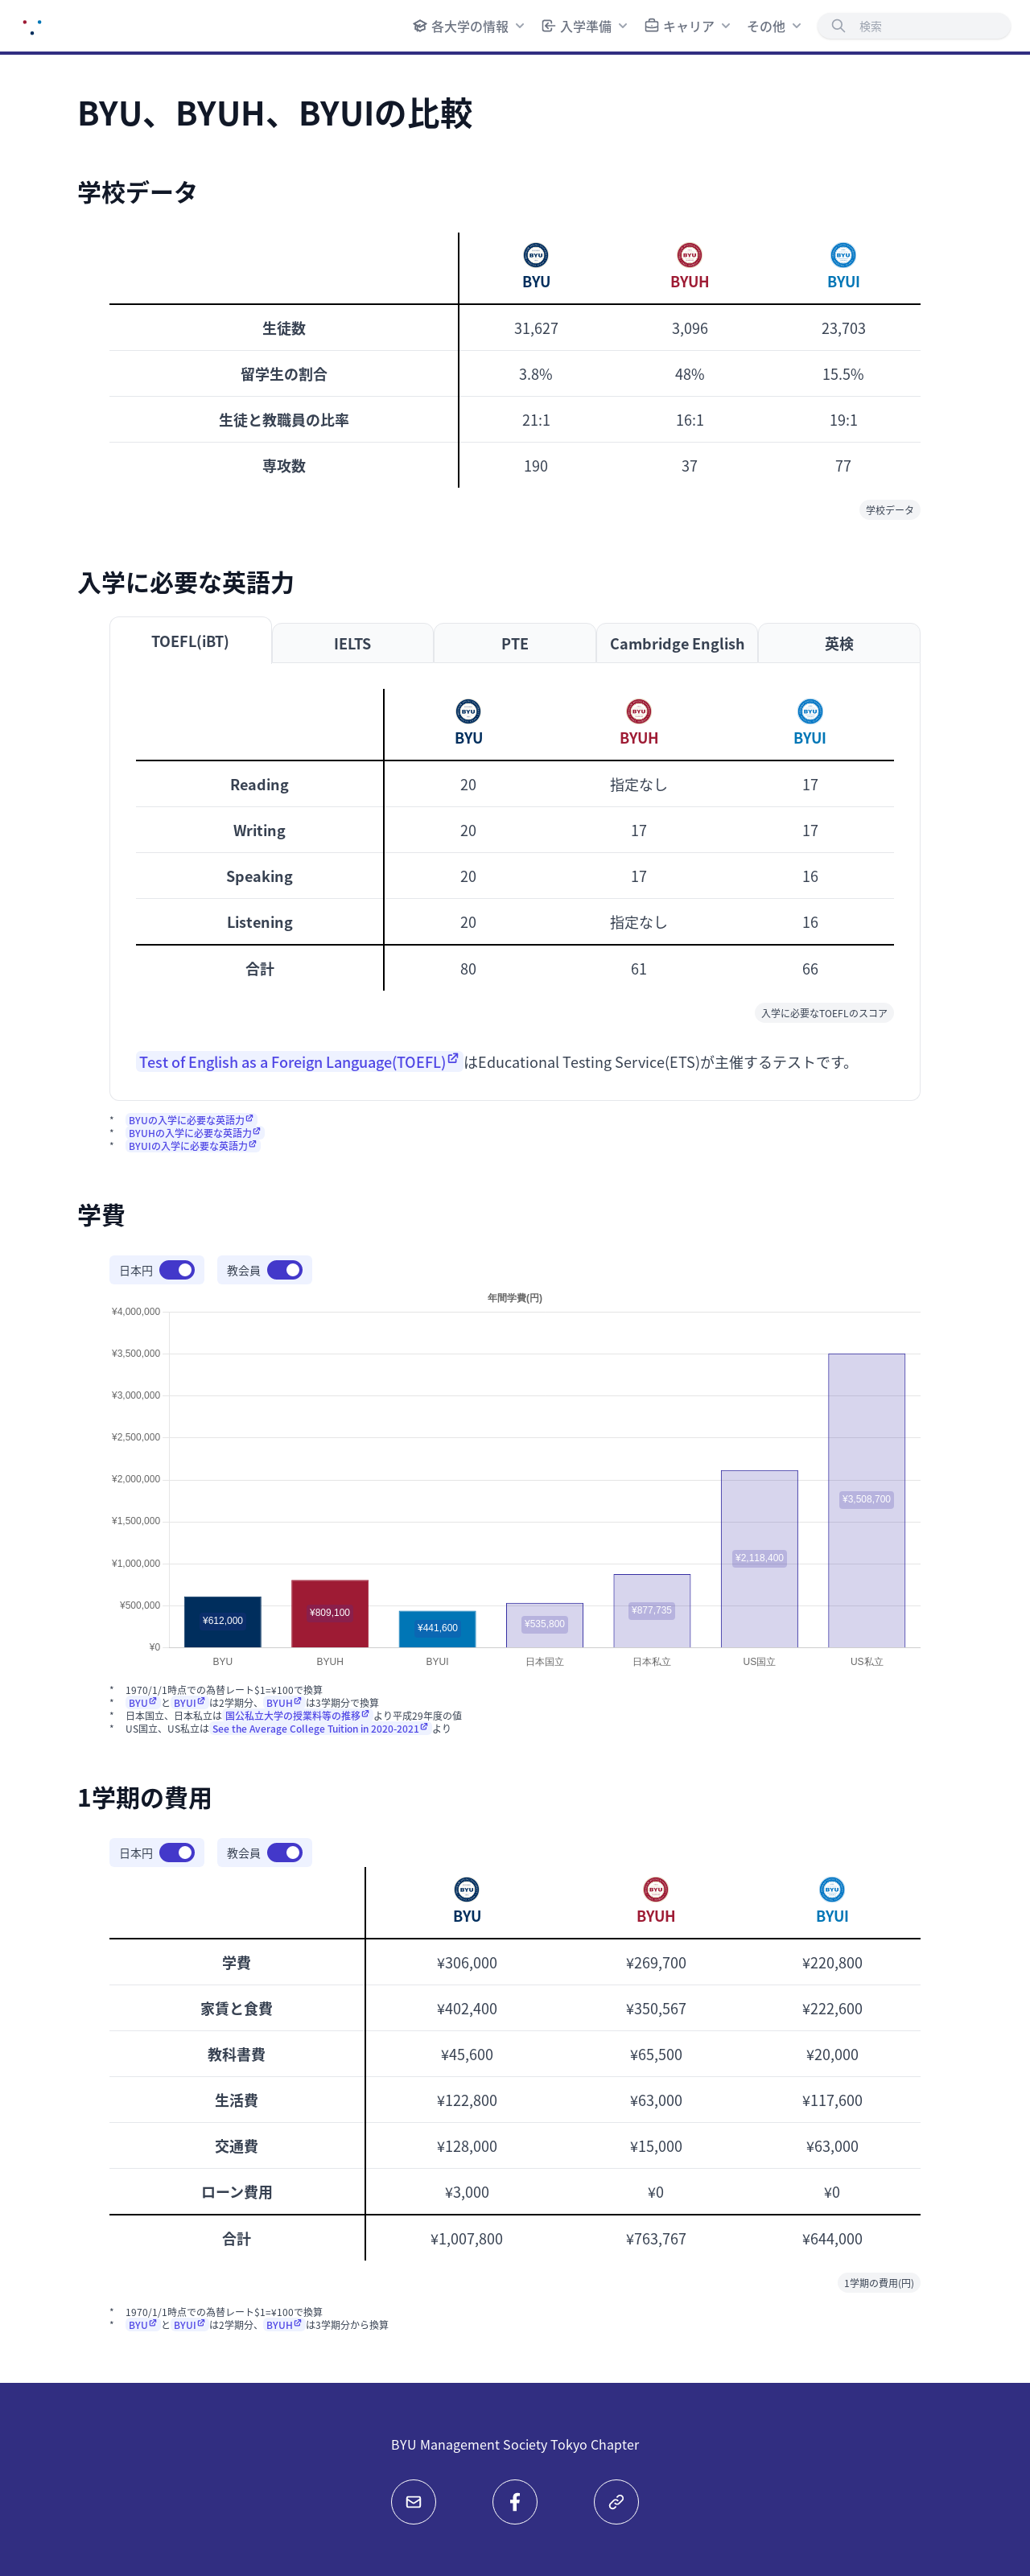 各大学の情報 入学準備 キャリア その他 検索
BYU、BYUH、BYUIの比較
学校データ
BYU BYUH BYUI
生徒数 31,627 3,096 23,703
留学生の割合 3.8% 48% 15.5%
生徒と教職員の比率 21:1 16:1 19:1
専攻数 190 37 77
学校データ
入学に必要な英語力
TOEFL(iBT) IELTS PTE Cambridge English 英検
BYU BYUH BYUI
Reading 20 指定なし 17
Writing 20 17 17
Speaking 20 17 16
Listening 20 指定なし 16
合計 80 61 66
入学に必要なTOEFLのスコア
Test of English as a Foreign Language(TOEFL) はEducational Testing Service(ETS)が主催するテストです。
* BYUの入学に必要な英語力
* BYUHの入学に必要な英語力
* BYUIの入学に必要な英語力
学費
日本円 教会員
年間学費(円)
¥4,000,000
¥3,500,000
¥3,000,000
¥2,500,000
¥2,000,000
¥1,500,000
¥1,000,000
¥500,000
¥0
¥612,000 ¥809,100 ¥441,600 ¥535,800 ¥877,735 ¥2,118,400 ¥3,508,700
BYU BYUH BYUI 日本国立 日本私立 US国立 US私立
* 1970/1/1時点での為替レート$1=¥100で換算
* BYU と BYUI は2学期分、 BYUH は3学期分で換算
* 日本国立、日本私立は 国公私立大学の授業料等の推移 より平成29年度の値
* US国立、US私立は See the Average College Tuition in 2020-2021 より
1学期の費用
日本円 教会員
BYU BYUH BYUI
学費 ¥306,000 ¥269,700 ¥220,800
家賃と食費 ¥402,400 ¥350,567 ¥222,600
教科書費 ¥45,600 ¥65,500 ¥20,000
生活費 ¥122,800 ¥63,000 ¥117,600
交通費 ¥128,000 ¥15,000 ¥63,000
ローン費用 ¥3,000 ¥0 ¥0
合計 ¥1,007,800 ¥763,767 ¥644,000
1学期の費用(円)
* 1970/1/1時点での為替レート$1=¥100で換算
* BYU と BYUI は2学期分、 BYUH は3学期分から換算
BYU Management Society Tokyo Chapter